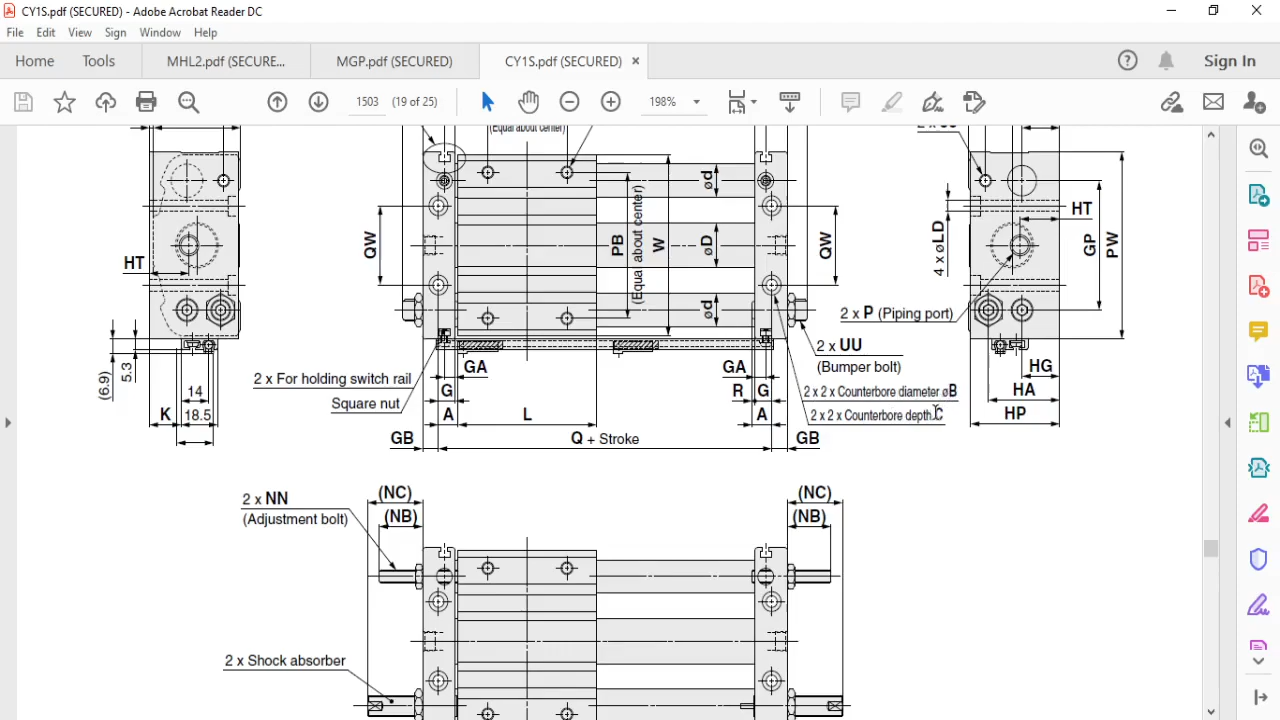 CY1S.pdf (SECURED) - Adobe Acrobat Reader DC
File Edit View Sign Window Help
Home Tools MHL2.pdf (SECURE... MGP.pdf (SECURED) CY1S.pdf (SECURED) × Sign In
1503 (19 of 25) 198%
(Equal about center)
ød
QW
PB
(Equal about center)
W
øD
QW
ød
HT
4 x øLD
HT
GP
PW
2 x P (Piping port)
2 x UU
(Bumper bolt)
GA
GA
HG
2 x For holding switch rail
Square nut
(6.9)
5.3
14
K 18.5
G
A
L
R G
A
2 x 2 x Counterbore diameter øB
2 x 2 x Counterbore depth C
HA
HP
GB
Q + Stroke
GB
2 x NN
(Adjustment bolt)
(NC)
(NB)
(NC)
(NB)
2 x Shock absorber